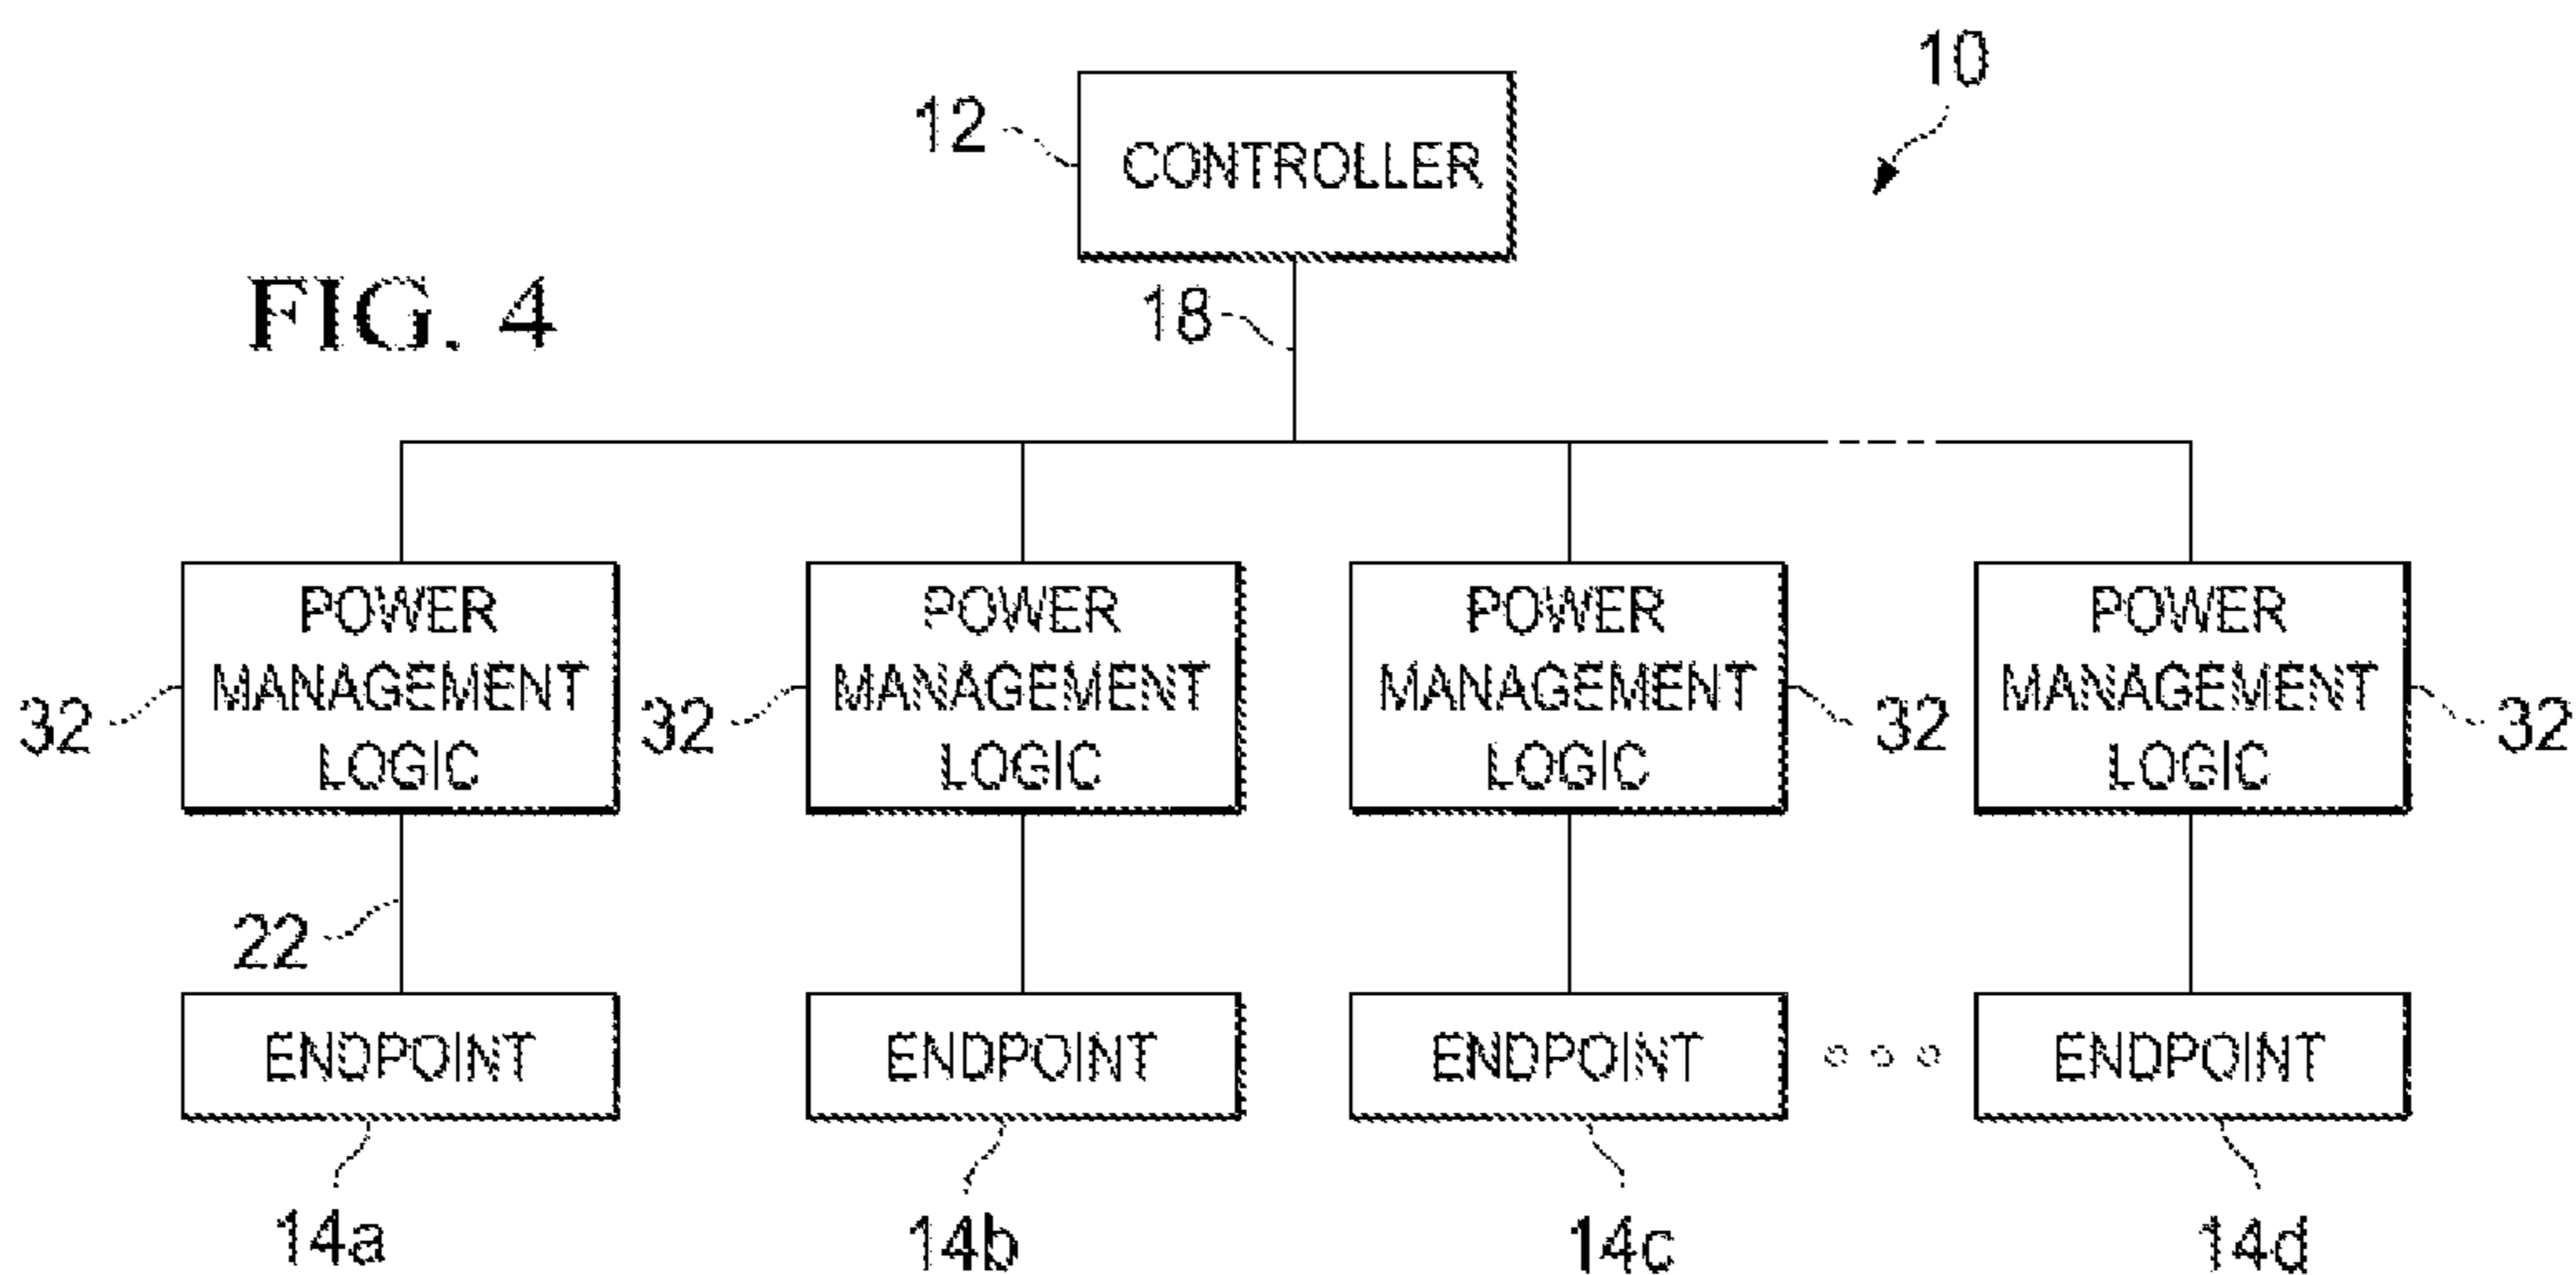 10
12
CONTROLLER
18
FIG. 4
POWER
MANAGEMENT
LOGIC
32
POWER
MANAGEMENT
LOGIC
32
POWER
MANAGEMENT
LOGIC
32
POWER
MANAGEMENT
LOGIC
32
22
ENDPOINT
ENDPOINT
ENDPOINT
ENDPOINT
14a
14b
14c
14d